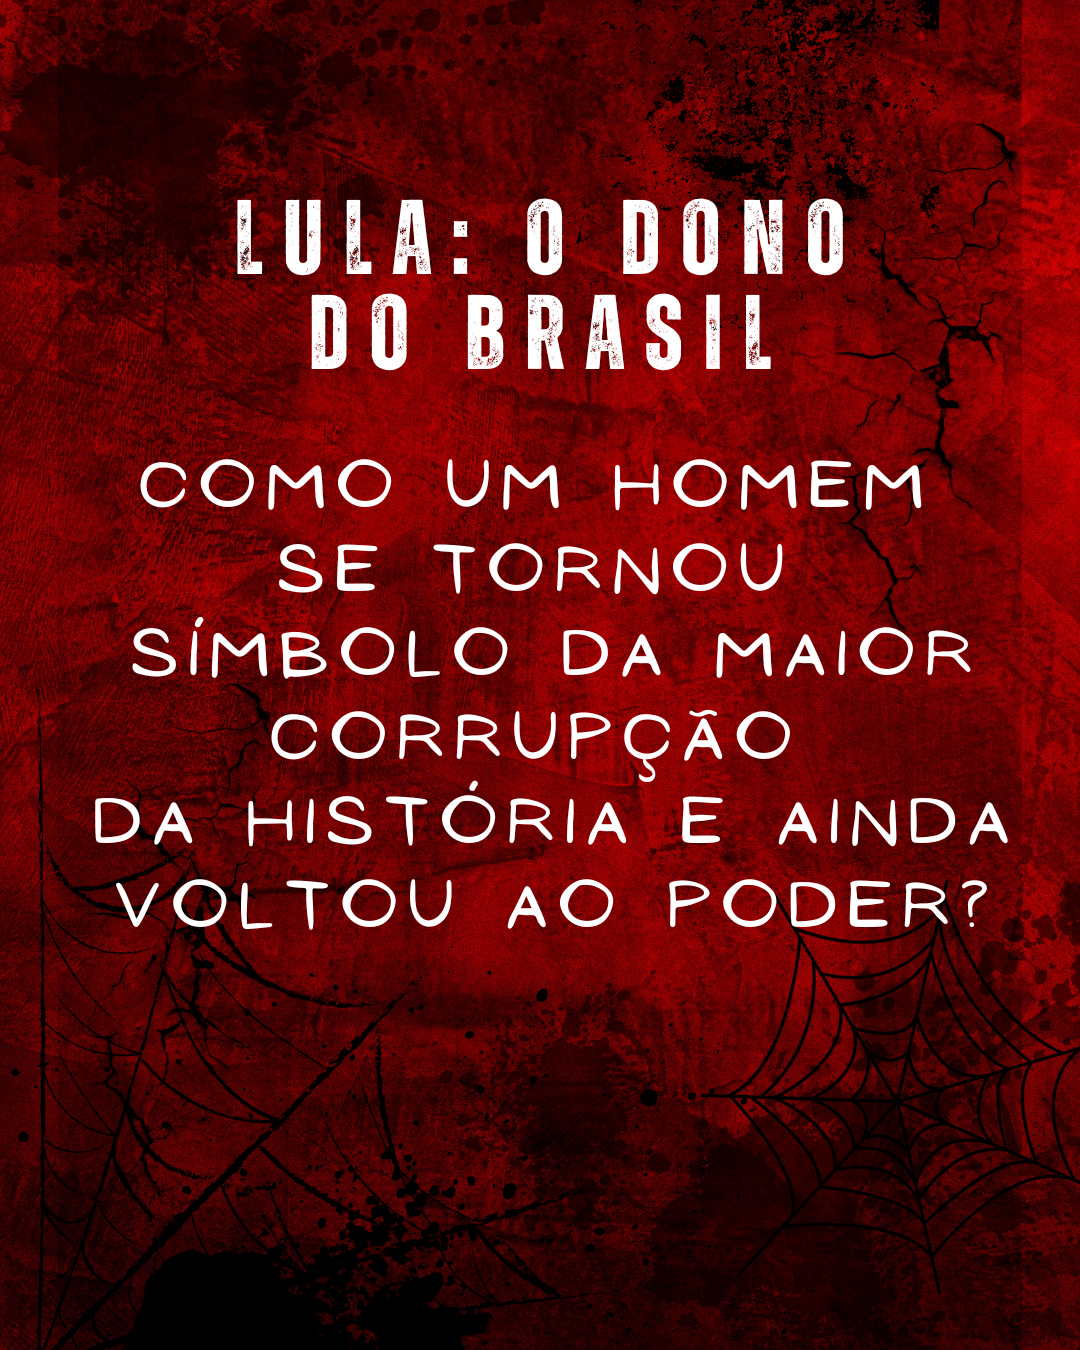 LULA: O DONO
DO BRASIL
COMO UM HOMEM
SE TORNOU
SÍMBOLO DA MAIOR
CORRUPÇÃO
DA HISTÓRIA E AINDA
VOLTOU AO PODER?